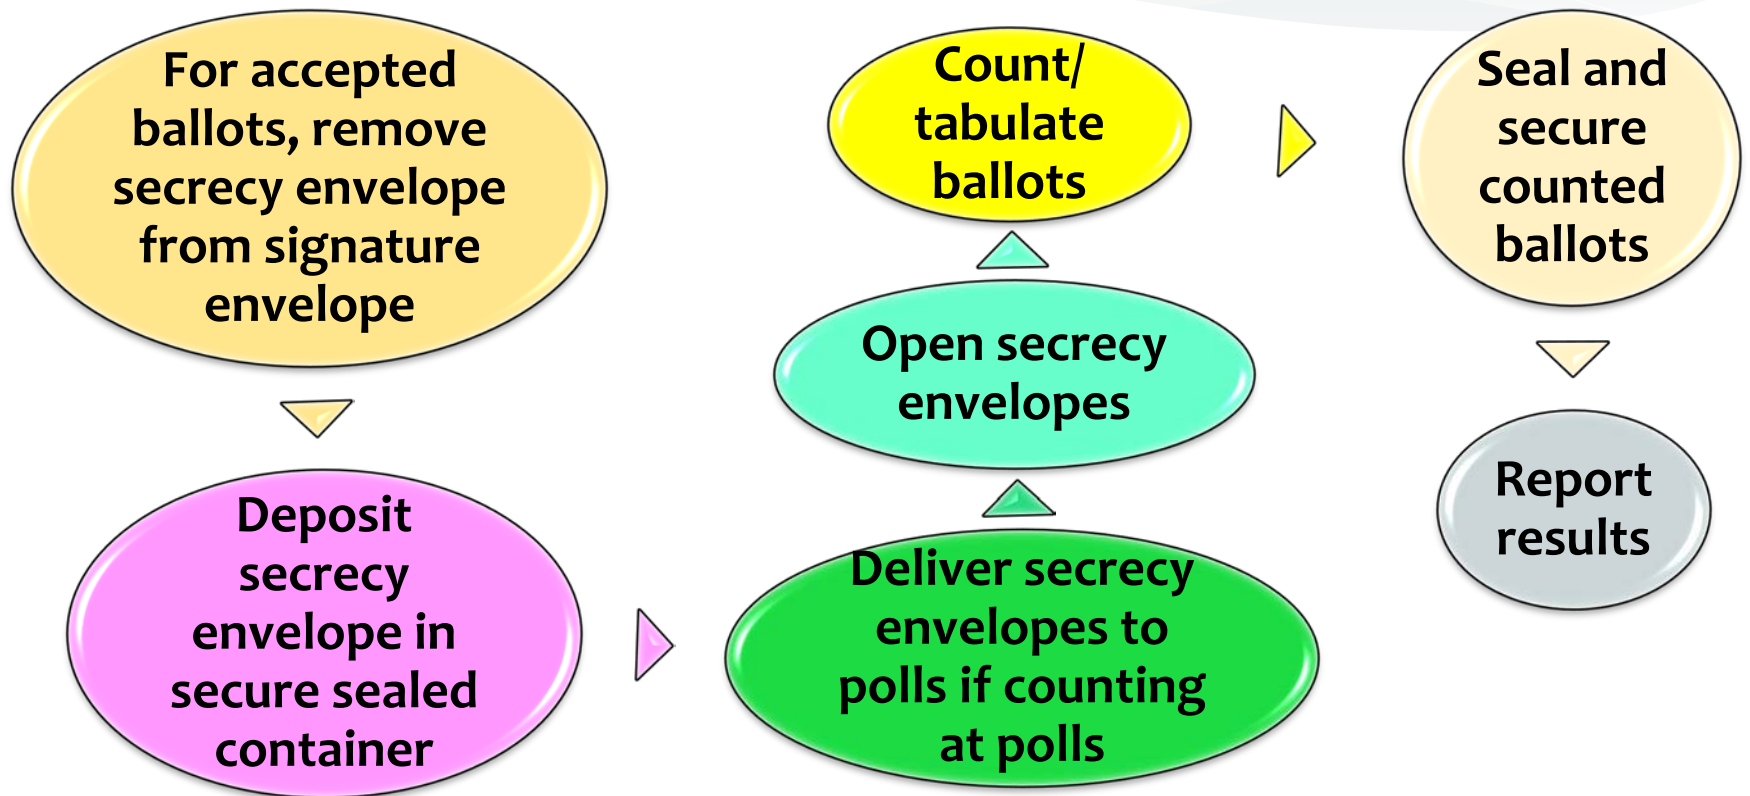 For accepted
ballots, remove
secrecy envelope
from signature
envelope
Deposit
secrecy
envelope in
secure sealed
container
Deliver secrecy
envelopes to
polls if counting
at polls
Open secrecy
envelopes
Count/
tabulate
ballots
Seal and
secure
counted
ballots
Report
results